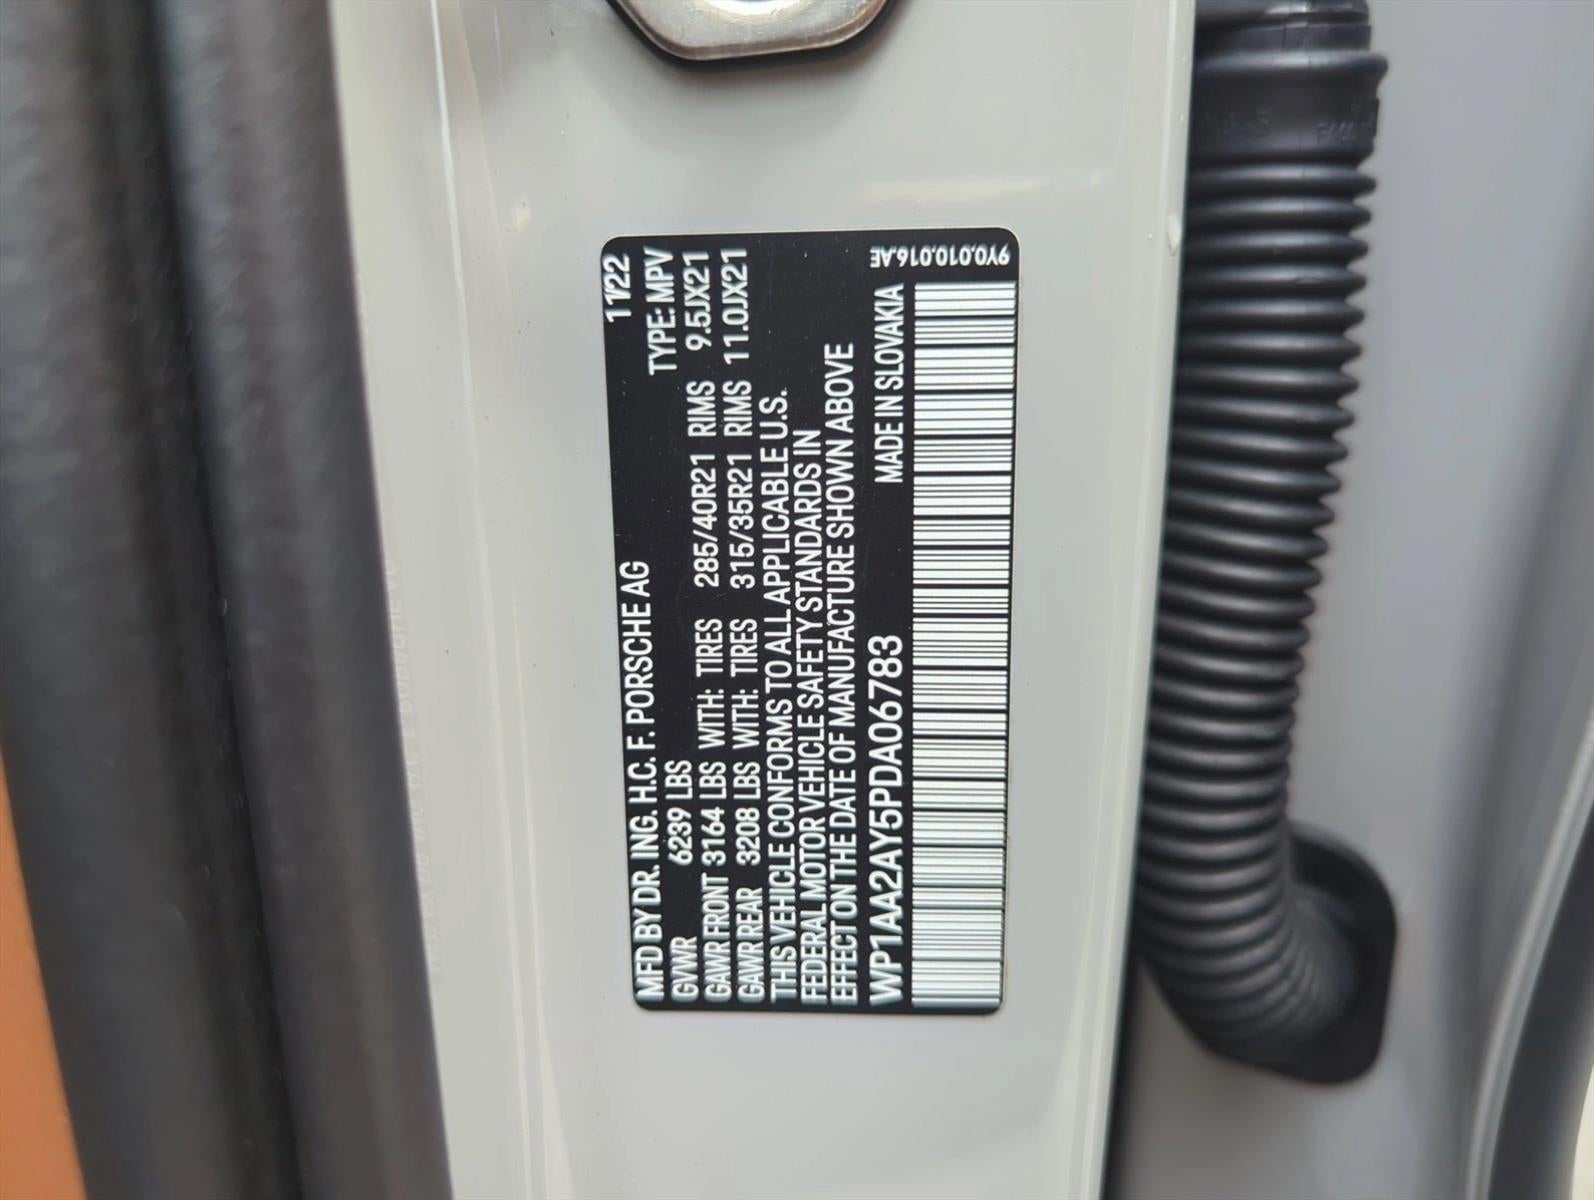 MFD BY DR. ING. H.C. F. PORSCHE AG 11/22
GVWR 6239 LBS TYPE: MPV
GAWR FRONT 3164 LBS WITH: TIRES 285/40R21 RIMS 9.5JX21
GAWR REAR 3208 LBS WITH: TIRES 315/35R21 RIMS 11.0JX21
THIS VEHICLE CONFORMS TO ALL APPLICABLE U.S.
FEDERAL MOTOR VEHICLE SAFETY STANDARDS IN
EFFECT ON THE DATE OF MANUFACTURE SHOWN ABOVE
WP1AA2AY5PDA06783 MADE IN SLOVAKIA
9Y0.010.016.AE